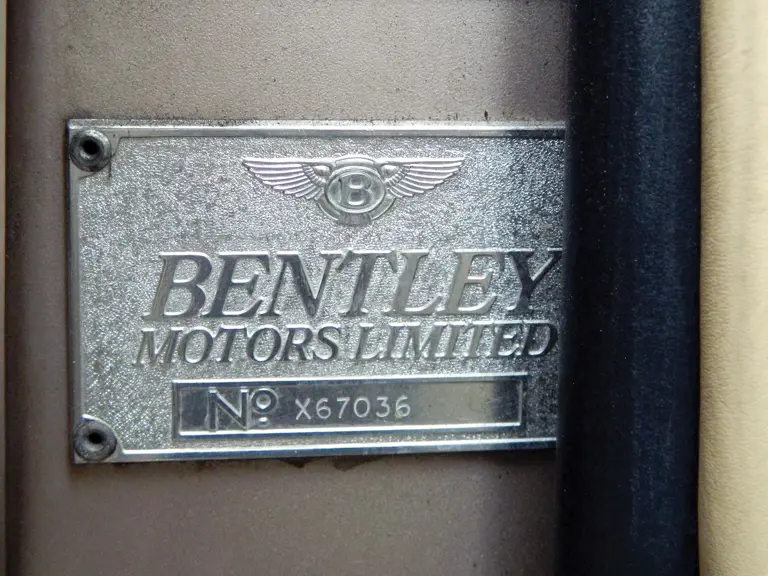 B
BENTLEY
MOTORS LIMITED
Nº X67036